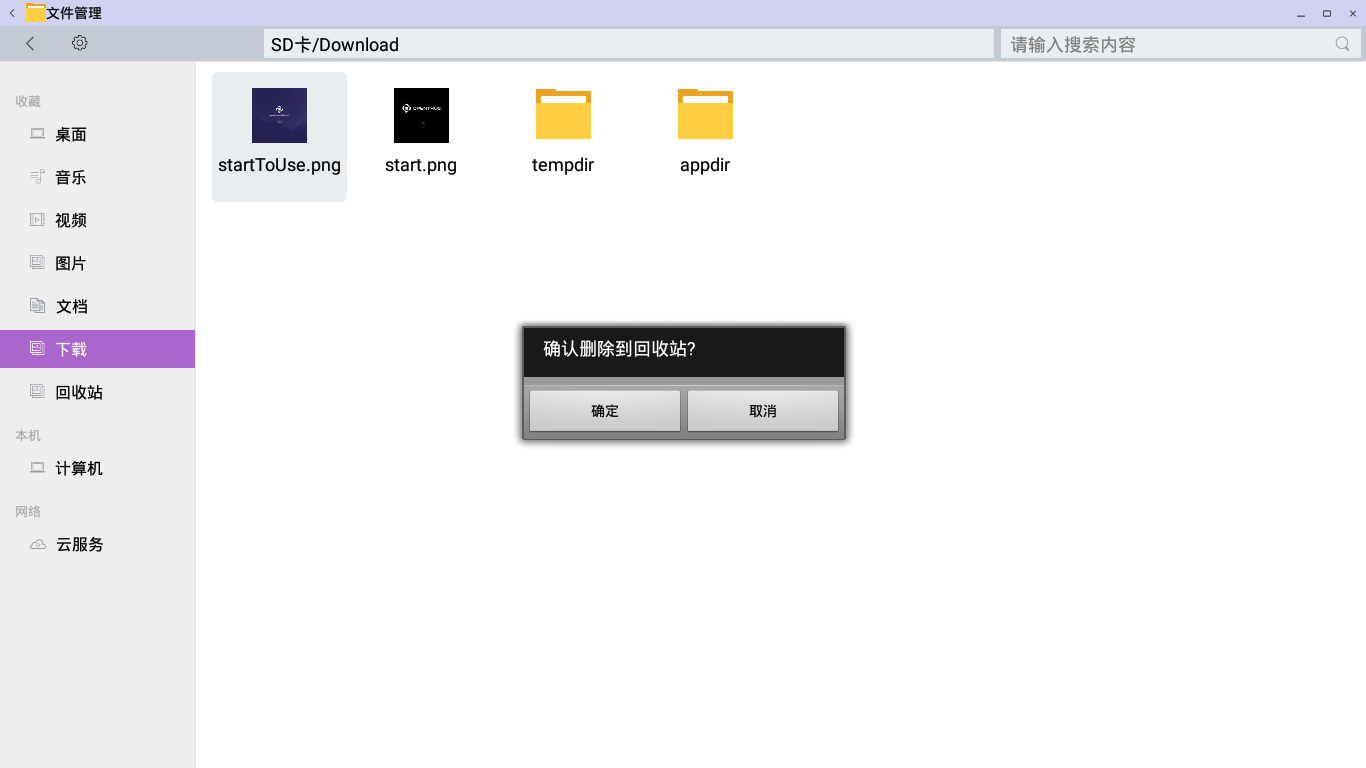 文件管理
SD卡/Download
请输入搜索内容
收藏
桌面
音乐
视频
图片
文档
下载
回收站
本机
计算机
网络
云服务
OPENTHOS
startToUse.png
start.png
tempdir
appdir
确认删除到回收站?
确定
取消